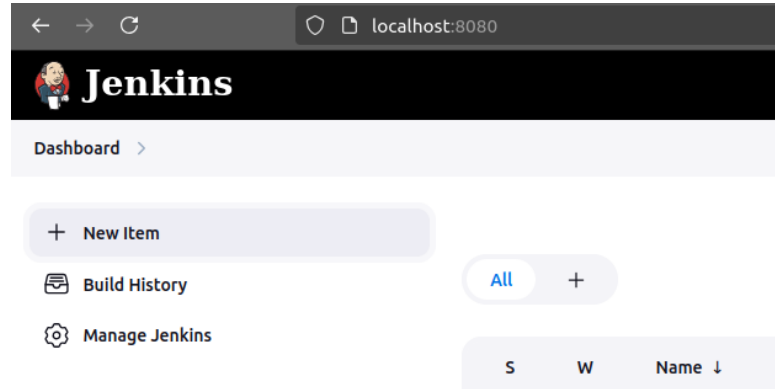 localhost:8080
Jenkins
Dashboard >
+ New Item
Build History
Manage Jenkins
All +
S W Name ↓